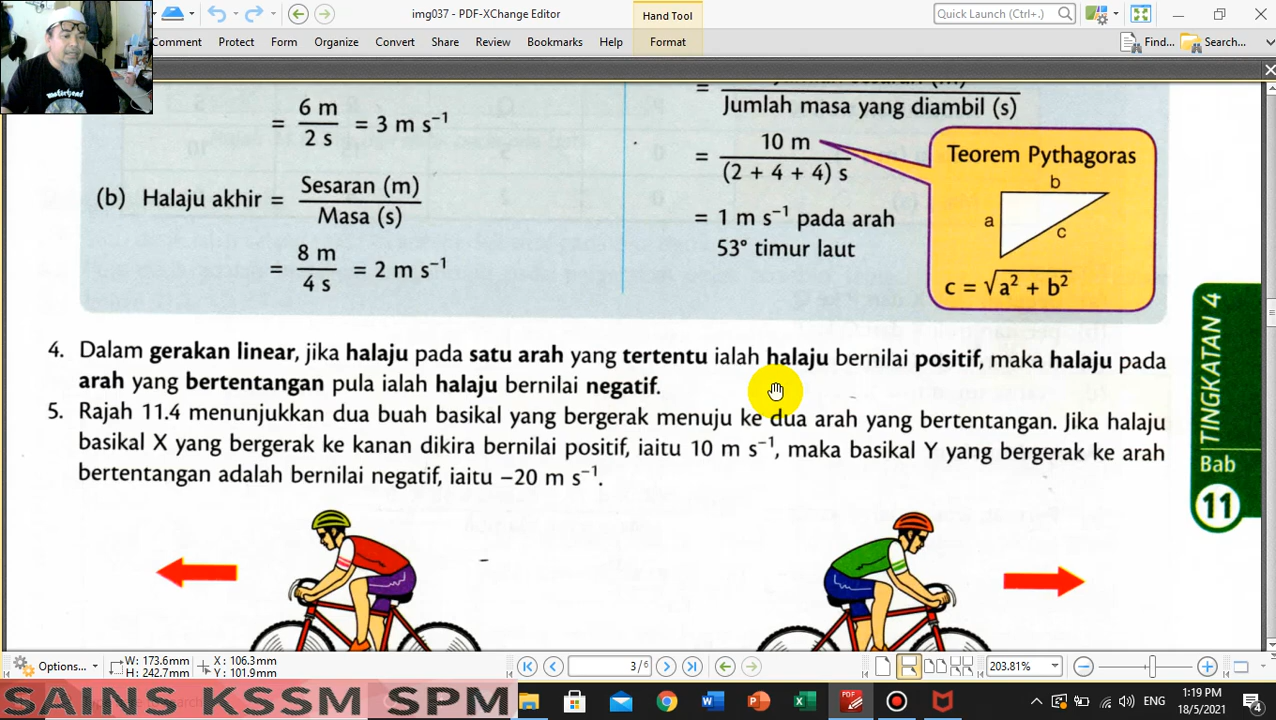 img037 - PDF-XChange Editor
Hand Tool
Quick Launch (Ctrl+.)
Comment Protect Form Organize Convert Share Review Bookmarks Help Format Find... Search...
motörhead
= 6 m / 2 s = 3 m s⁻¹
(b) Halaju akhir = Sesaran (m) / Masa (s)
= 8 m / 4 s = 2 m s⁻¹
Jumlah masa yang diambil (s)
= 10 m / (2 + 4 + 4) s
= 1 m s⁻¹ pada arah
53° timur laut
Teorem Pythagoras
b
a
c
c = √a² + b²
4. Dalam gerakan linear, jika halaju pada satu arah yang tertentu ialah halaju bernilai positif, maka halaju pada
arah yang bertentangan pula ialah halaju bernilai negatif.
5. Rajah 11.4 menunjukkan dua buah basikal yang bergerak menuju ke dua arah yang bertentangan. Jika halaju
basikal X yang bergerak ke kanan dikira bernilai positif, iaitu 10 m s⁻¹, maka basikal Y yang bergerak ke arah
bertentangan adalah bernilai negatif, iaitu −20 m s⁻¹.
TINGKATAN 4
Bab
11
Options...
W: 173.6mm
H: 242.7mm
X: 106.3mm
Y: 101.9mm
3/6
203.81%
SAINS KSSM SPM
ENG
1:19 PM
18/5/2021
4